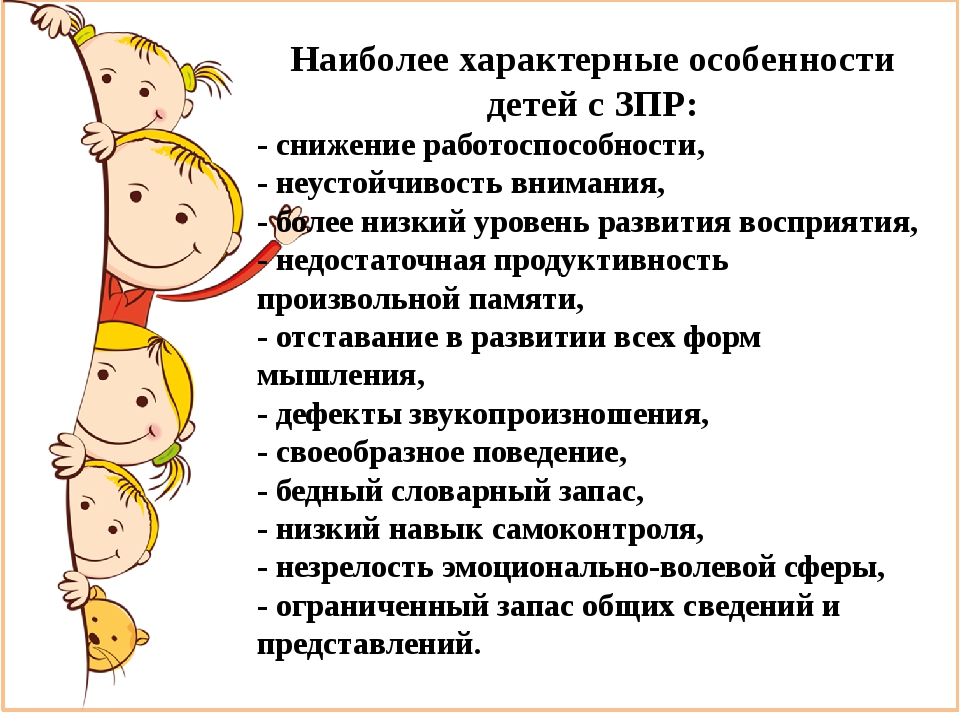 Наиболее характерные особенности
детей с ЗПР:
- снижение работоспособности,
- неустойчивость внимания,
- более низкий уровень развития восприятия,
- недостаточная продуктивность
произвольной памяти,
- отставание в развитии всех форм
мышления,
- дефекты звукопроизношения,
- своеобразное поведение,
- бедный словарный запас,
- низкий навык самоконтроля,
- незрелость эмоционально-волевой сферы,
- ограниченный запас общих сведений и
представлений.